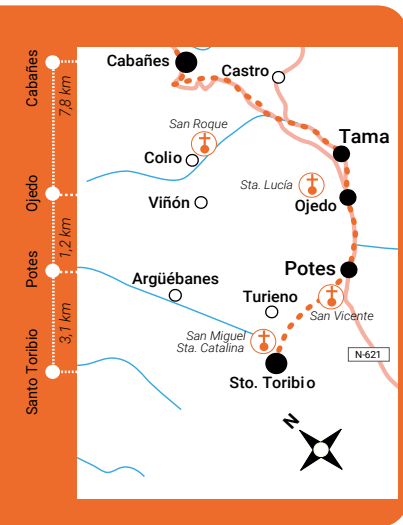 Cabañes
7,8 km
Ojedo
1,2 km
Potes
3,1 km
Santo Toribio
Cabañes
Castro
San Roque
Tama
Colio
Sta. Lucía
Viñón
Ojedo
Potes
Argüébanes
Turieno
San Vicente
San Miguel
Sta. Catalina
N-621
Sto. Toribio
N